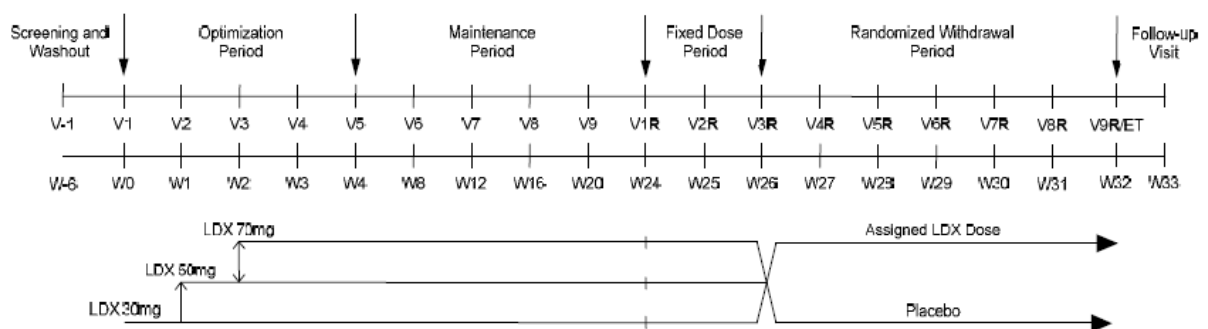 Screening and Optimization Maintenance Fixed Dose Randomized Withdrawal Follow-up
Washout Period Period Period Period Visit
V-1 V1 V2 V3 V4 V5 V6 V7 V8 V9 V1R V2R V3R V4R V5R V6R V7R V8R V9R/ET
W-6 W0 W1 W2 W3 W4 W8 W12 W16 W20 W24 W25 W26 W27 W28 W29 W30 W31 W32 W33
LDX 70mg Assigned LDX Dose
LDX 50mg
LDX 30mg Placebo